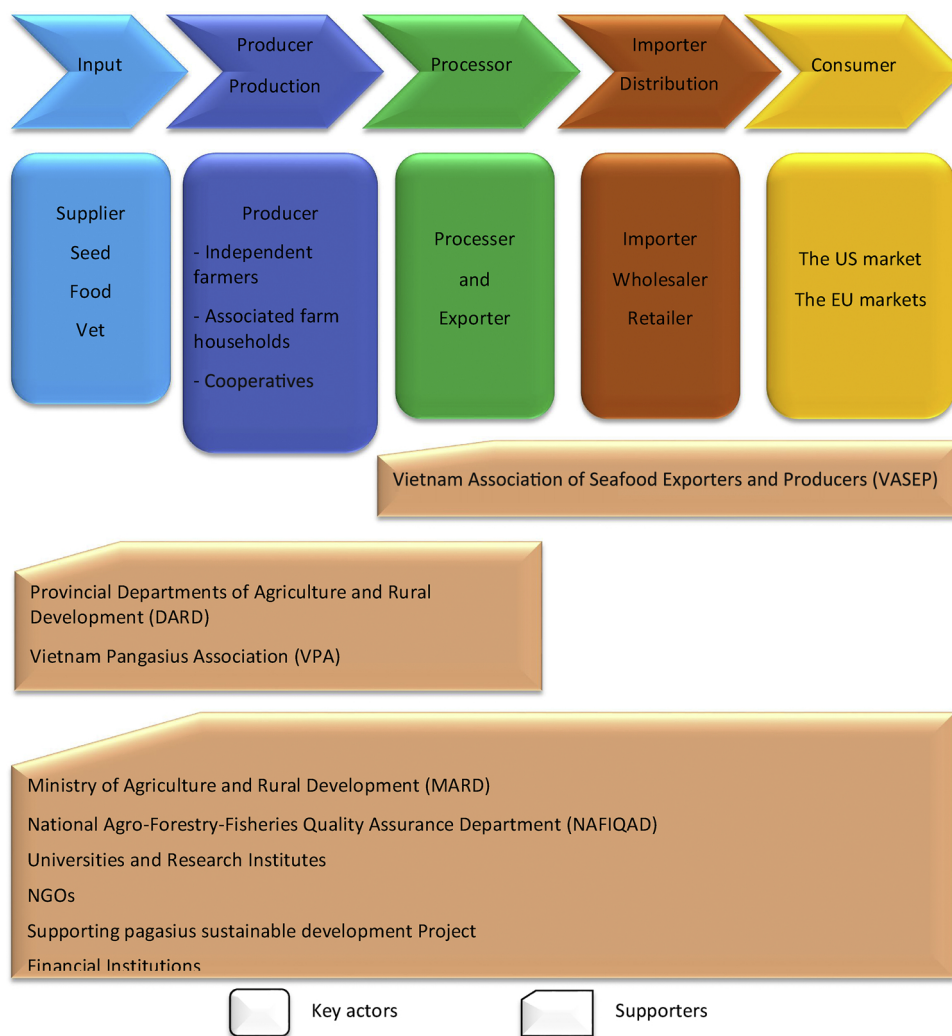 Input
Producer
Production
Processor
Importer
Distribution
Consumer
Supplier
Seed
Food
Vet
Producer
- Independent
farmers
- Associated farm
households
- Cooperatives
Processer
and
Exporter
Importer
Wholesaler
Retailer
The US market
The EU markets
Vietnam Association of Seafood Exporters and Producers (VASEP)
Provincial Departments of Agriculture and Rural
Development (DARD)
Vietnam Pangasius Association (VPA)
Ministry of Agriculture and Rural Development (MARD)
National Agro-Forestry-Fisheries Quality Assurance Department (NAFIQAD)
Universities and Research Institutes
NGOs
Supporting pagasius sustainable development Project
Financial Institutions
Key actors
Supporters